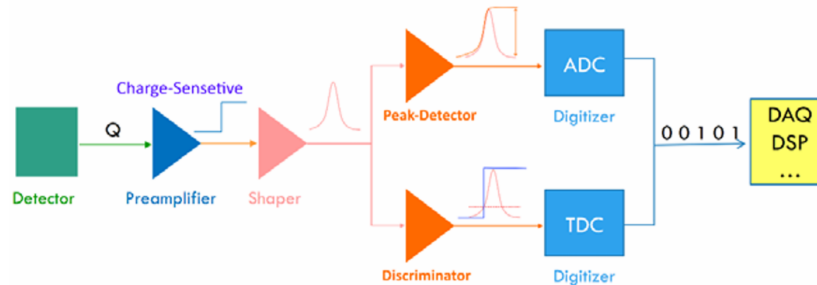 Charge-Sensetive
Q
Detector
Preamplifier
Shaper
Peak-Detector
ADC
Digitizer
Discriminator
TDC
Digitizer
0 0 1 0 1
DAQ
DSP
...